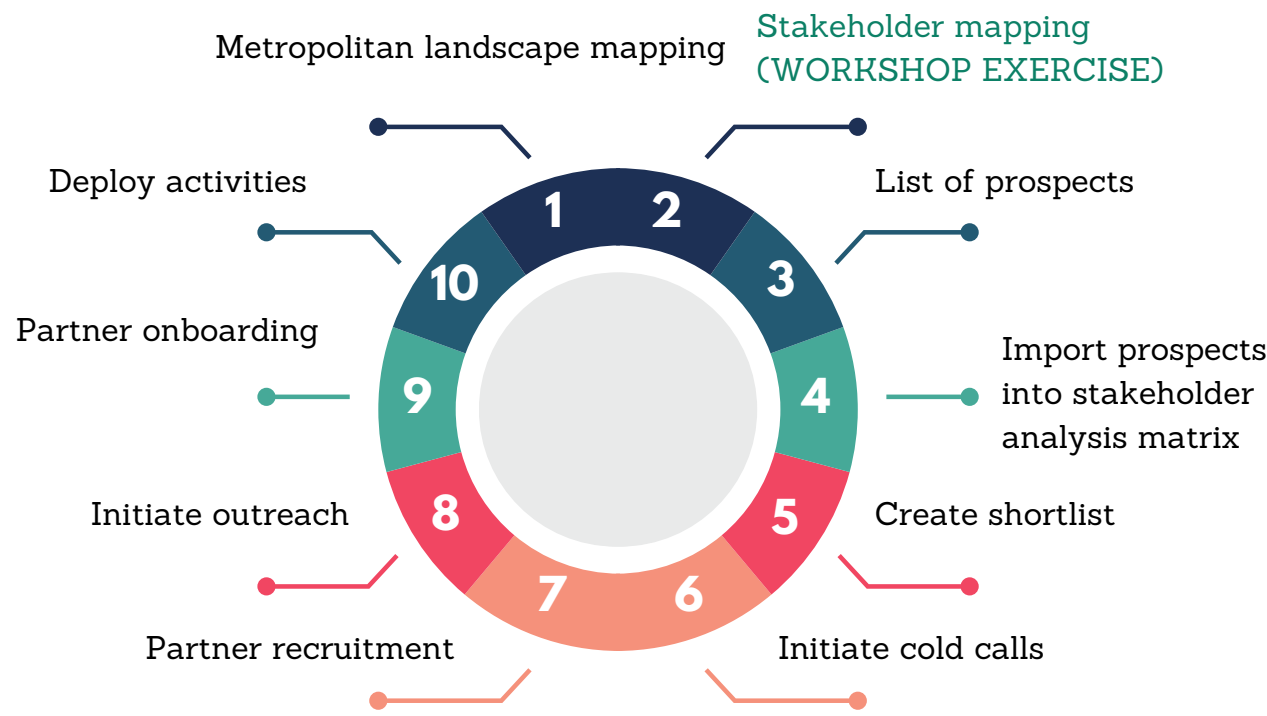 Metropolitan landscape mapping
Stakeholder mapping
(WORKSHOP EXERCISE)
Deploy activities
List of prospects
1
2
10
3
Partner onboarding
Import prospects
into stakeholder
analysis matrix
9
4
Initiate outreach
8
5
Create shortlist
7
6
Partner recruitment
Initiate cold calls